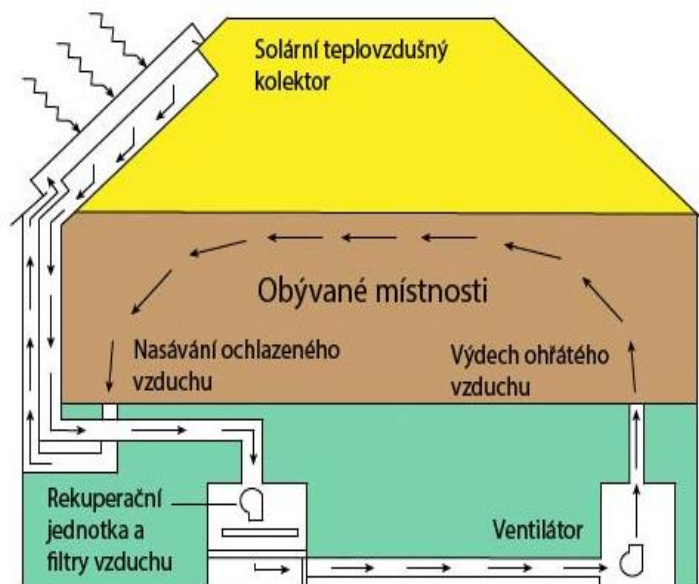 Solární teplovzdušný
kolektor
Obývané místnosti
Nasávání ochlazeného
vzduchu
Výdech ohřátého
vzduchu
Rekuperační
jednotka a
filtry vzduchu
Ventilátor